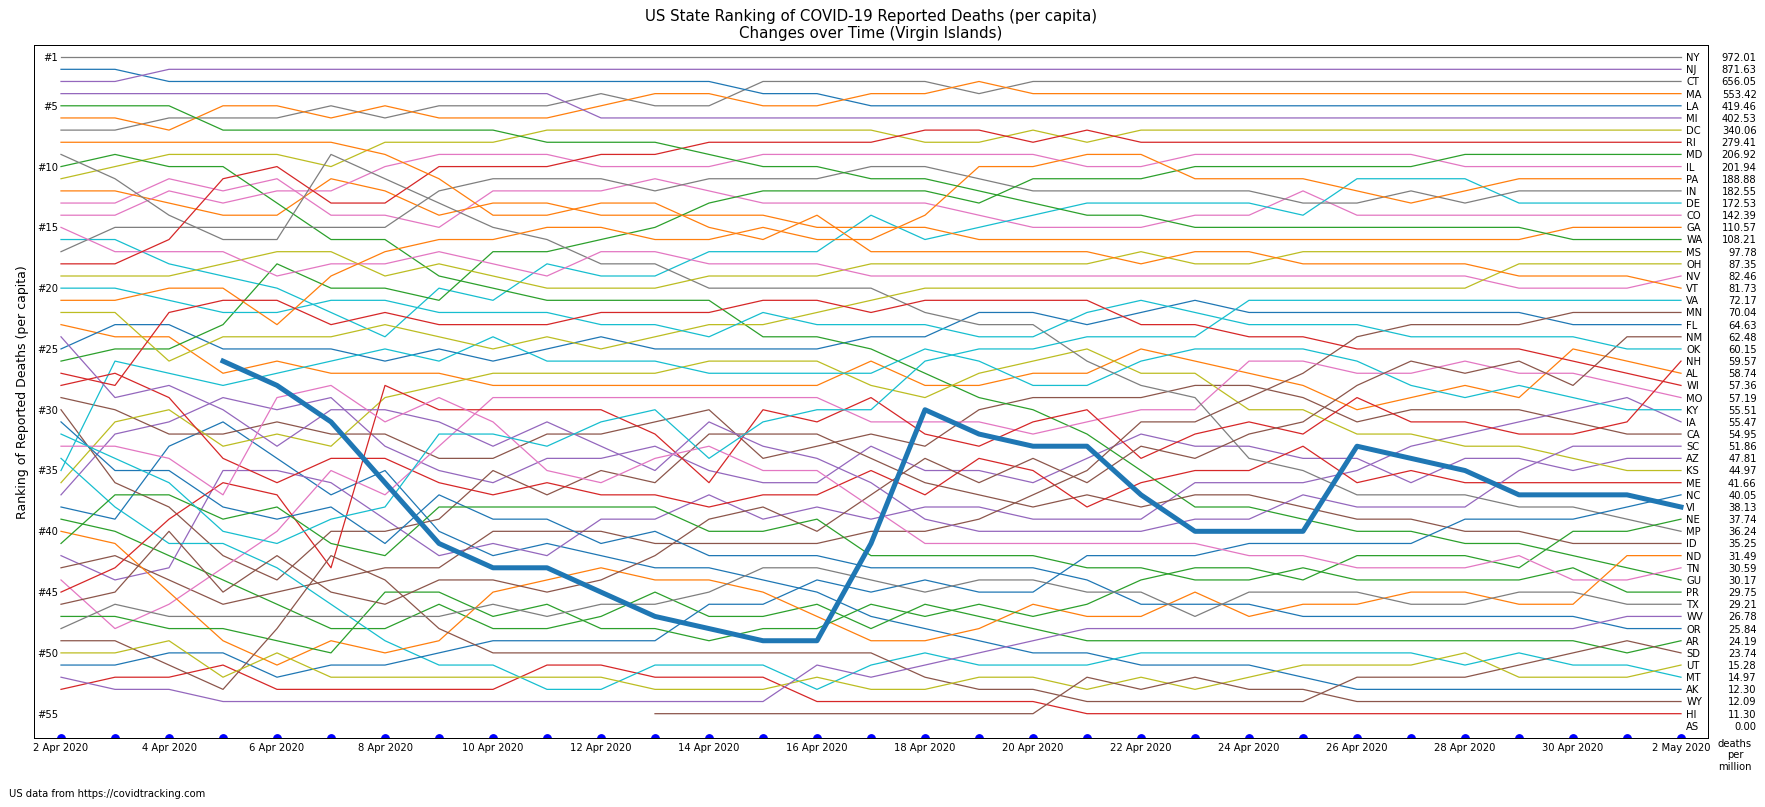 US State Ranking of COVID-19 Reported Deaths (per capita)
Changes over Time (Virgin Islands)
Ranking of Reported Deaths (per capita)
#1
#5
#10
#15
#20
#25
#30
#35
#40
#45
#50
#55
NY 972.01
NJ 871.63
CT 656.05
MA 553.42
LA 419.46
MI 402.53
DC 340.06
RI 279.41
MD 206.92
IL 201.94
PA 188.88
IN 182.55
DE 172.53
CO 142.39
GA 110.57
WA 108.21
MS 97.78
OH 87.35
NV 82.46
VT 81.73
VA 72.17
MN 70.04
FL 64.63
NM 62.48
OK 60.15
NH 59.57
AL 58.74
WI 57.36
MO 57.19
KY 55.51
IA 55.47
CA 54.95
SC 51.86
AZ 47.81
KS 44.97
ME 41.66
NC 40.05
VI 38.13
NE 37.74
MP 36.24
ID 35.25
ND 31.49
TN 30.59
GU 30.17
PR 29.75
TX 29.21
WV 26.78
OR 25.84
AR 24.19
SD 23.74
UT 15.28
MT 14.97
AK 12.30
WY 12.09
HI 11.30
AS 0.00
2 Apr 2020 4 Apr 2020 6 Apr 2020 8 Apr 2020 10 Apr 2020 12 Apr 2020 14 Apr 2020 16 Apr 2020 18 Apr 2020 20 Apr 2020 22 Apr 2020 24 Apr 2020 26 Apr 2020 28 Apr 2020 30 Apr 2020 2 May 2020
deaths
per
million
US data from https://covidtracking.com